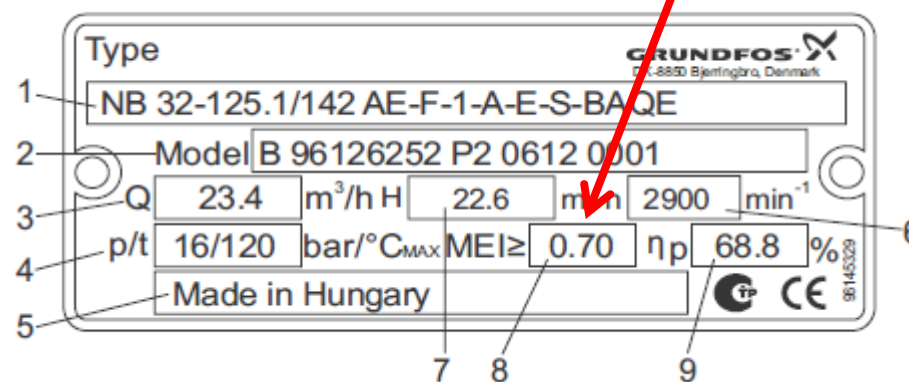 Type
GRUNDFOS
DK-8850 Bjerringbro, Denmark
1 NB 32-125.1/142 AE-F-1-A-E-S-BAQE
2 Model B 96126252 P2 0612 0001
3 Q 23.4 m³/h H 22.6 m n 2900 min⁻¹ 6
4 p/t 16/120 bar/°CMAX MEI≥ 0.70 ηp 68.8 %
96145329
5 Made in Hungary CE
7 8 9